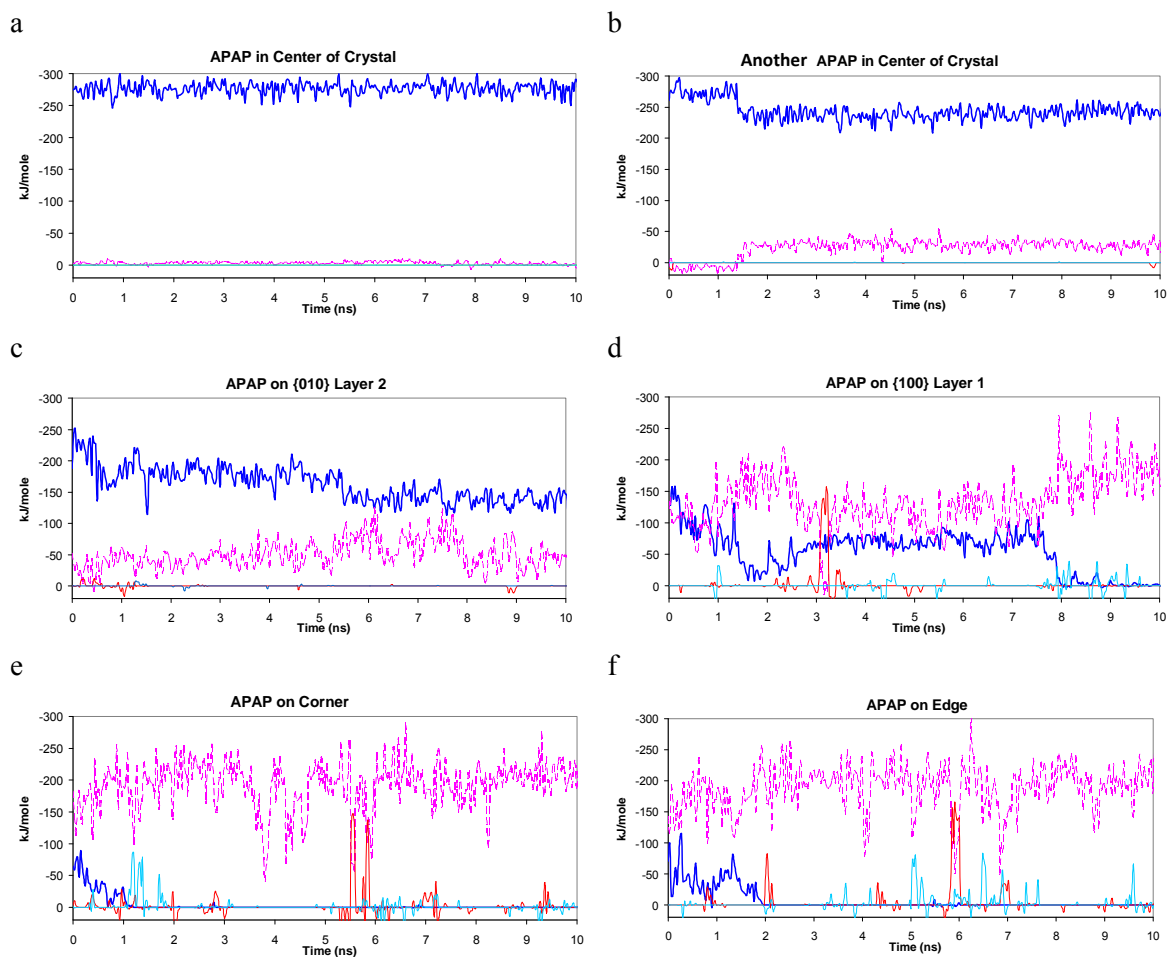 a
APAP in Center of Crystal
-300
-250
-200
-150
-100
-50
0
kJ/mole
0 1 2 3 4 5 6 7 8 9 10
Time (ns)
b
Another APAP in Center of Crystal
-300
-250
-200
-150
-100
-50
0
kJ/mole
0 1 2 3 4 5 6 7 8 9 10
Time (ns)
c
APAP on {010} Layer 2
-300
-250
-200
-150
-100
-50
0
kJ/mole
0 1 2 3 4 5 6 7 8 9 10
Time (ns)
d
APAP on {100} Layer 1
-300
-250
-200
-150
-100
-50
0
kJ/mole
0 1 2 3 4 5 6 7 8 9 10
Time (ns)
e
APAP on Corner
-300
-250
-200
-150
-100
-50
0
kJ/mole
0 1 2 3 4 5 6 7 8 9 10
Time (ns)
f
APAP on Edge
-300
-250
-200
-150
-100
-50
0
kJ/mole
0 1 2 3 4 5 6 7 8 9 10
Time (ns)